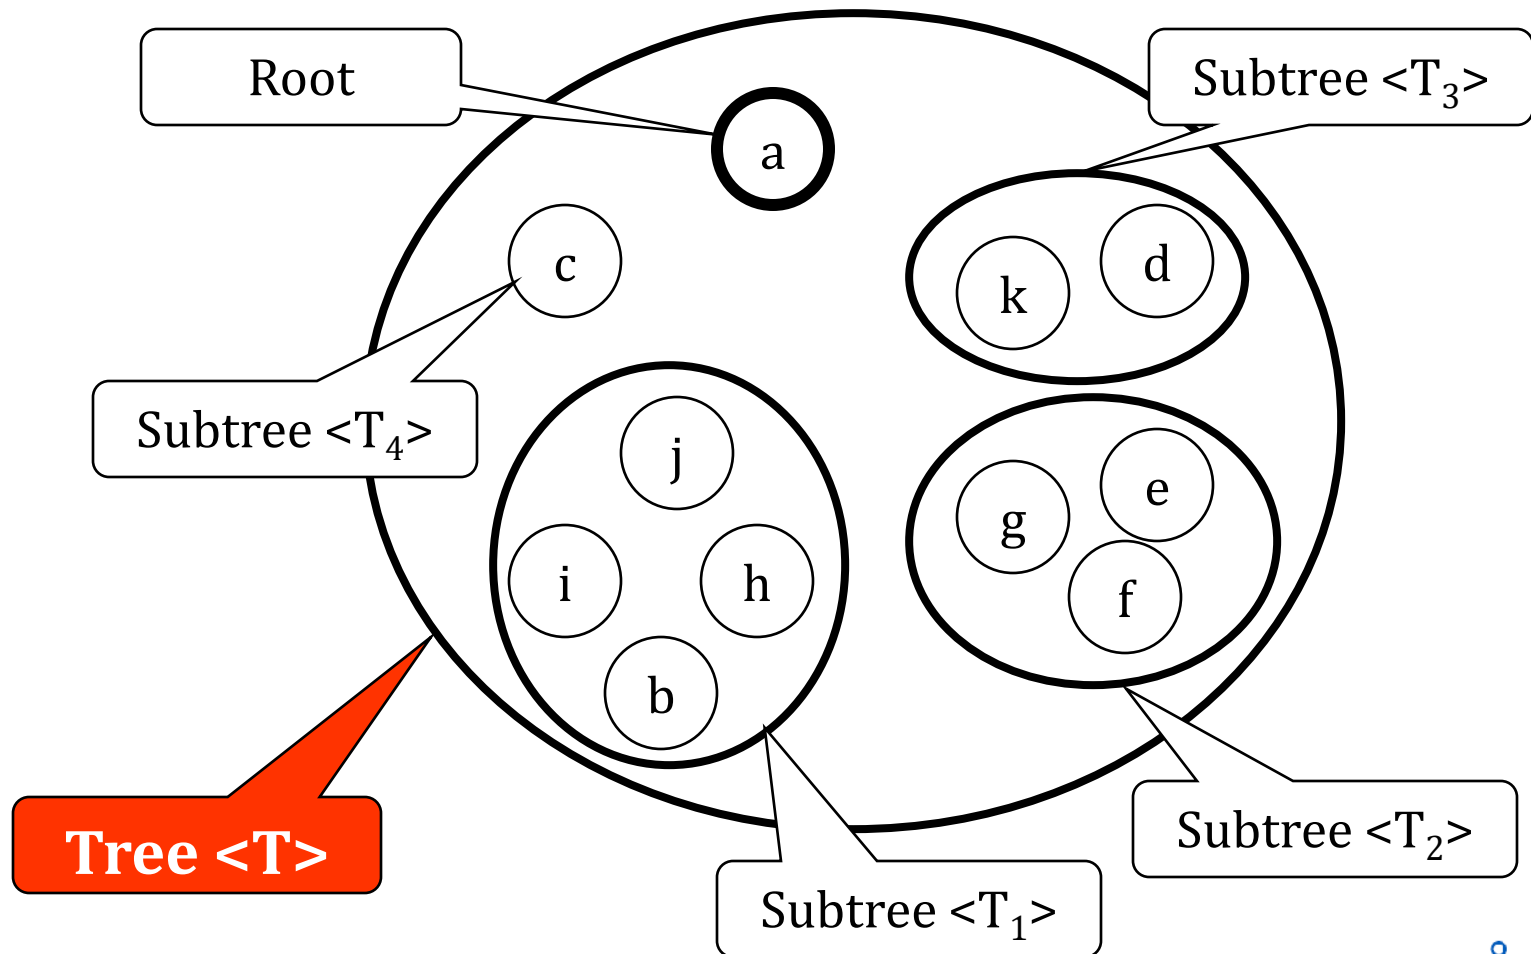 Root
Subtree <T₃>
a
c
d
k
Subtree <T₄>
j
e
g
i
h
f
b
Tree <T>
Subtree <T₂>
Subtree <T₁>